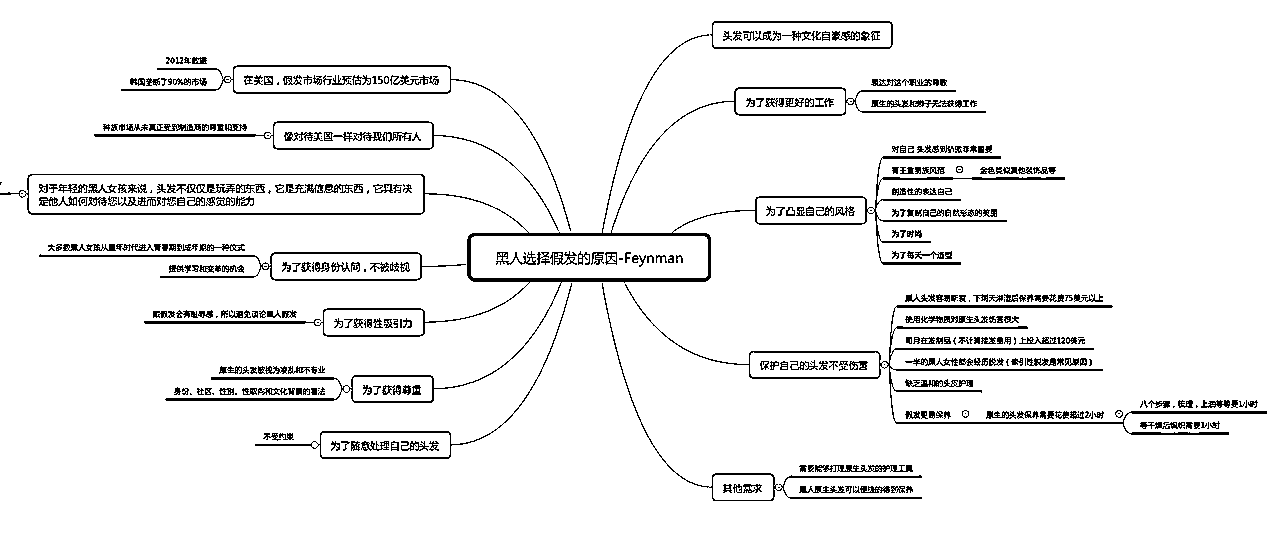 黑人选择假发的原因-Feynman
头发可以成为一种文化自豪感的象征
为了获得更好的工作
表达对这个职业的尊敬
原生的头发和辫子无法获得工作
为了凸显自己的风格
对自己 头发感到骄傲非常重要
有主量易族风格
金色类似其他装饰品等
创造性的表达自己
为了复制自己的自然形态的美图
为了时尚
为了每天一个造型
保护自己的头发不受伤害
黑人头发容易断裂，下雨天淋湿后保养需要花费75美元以上
使用化学物质对原生头发伤害很大
每月在发制品（不计算接发费用）上投入超过120美元
一半的黑人女性都会经历脱发（牵引性脱发是常见原因）
缺乏温和的头皮护理
假发更易保养
原生的头发保养需要花费超过2小时
八个步骤，梳理，上油等等要1小时
等干燥后编织需要1小时
其他需求
需要能够打理原生头发的护理工具
黑人原生头发可以便捷的得到保养
在美国，假发市场行业预估为150亿美元市场
2012年数据
韩国垄断了90%的市场
像对待美国一样对待我们所有人
种族市场从未真正受到制造商的尊重和支持
对于年轻的黑人女孩来说，头发不仅仅是玩弄的东西，它是充满信息的东西，它具有决
定他人如何对待您以及进而对您自己的感觉的能力
为了获得身份认同，不被歧视
大多数黑人女孩从童年时代进入青春期到成年期的一种仪式
提供学习和变革的机会
为了获得性吸引力
戴假发会有耻辱感，所以避免谈论黑人假发
为了获得尊重
原生的头发被视为凌乱和不专业
身份、社区、性别、性取向和文化背景的看法
为了随意处理自己的头发
不受约束